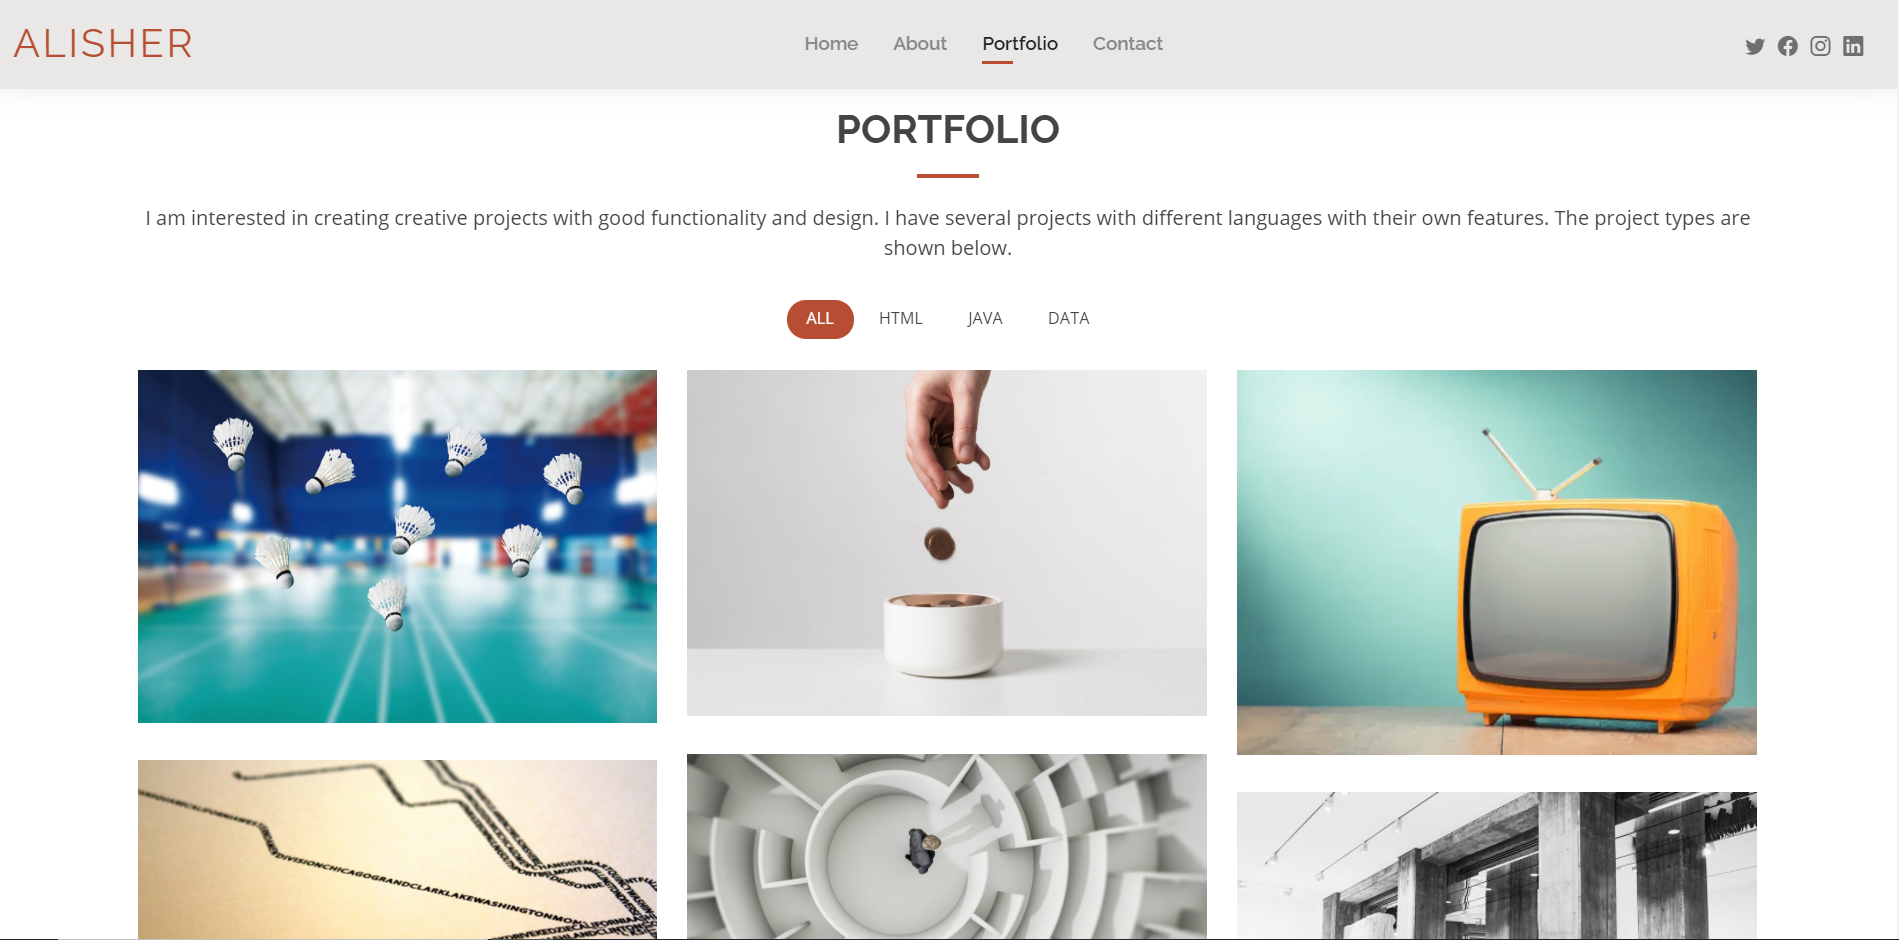 ALISHER
Home
About
Portfolio
Contact
PORTFOLIO
I am interested in creating creative projects with good functionality and design. I have several projects with different languages with their own features. The project types are
shown below.
ALL
HTML
JAVA
DATA
DIVISIONCHICAGOGRANDCLARKLAKEWASHINGTONMON